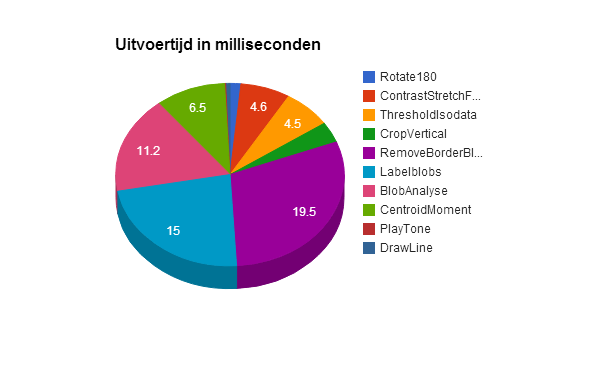 Uitvoertijd in milliseconden
6.5
4.6
4.5
11.2
19.5
15
Rotate180
ContrastStretchF...
ThresholdIsodata
CropVertical
RemoveBorderBl...
Labelblobs
BlobAnalyse
CentroidMoment
PlayTone
DrawLine